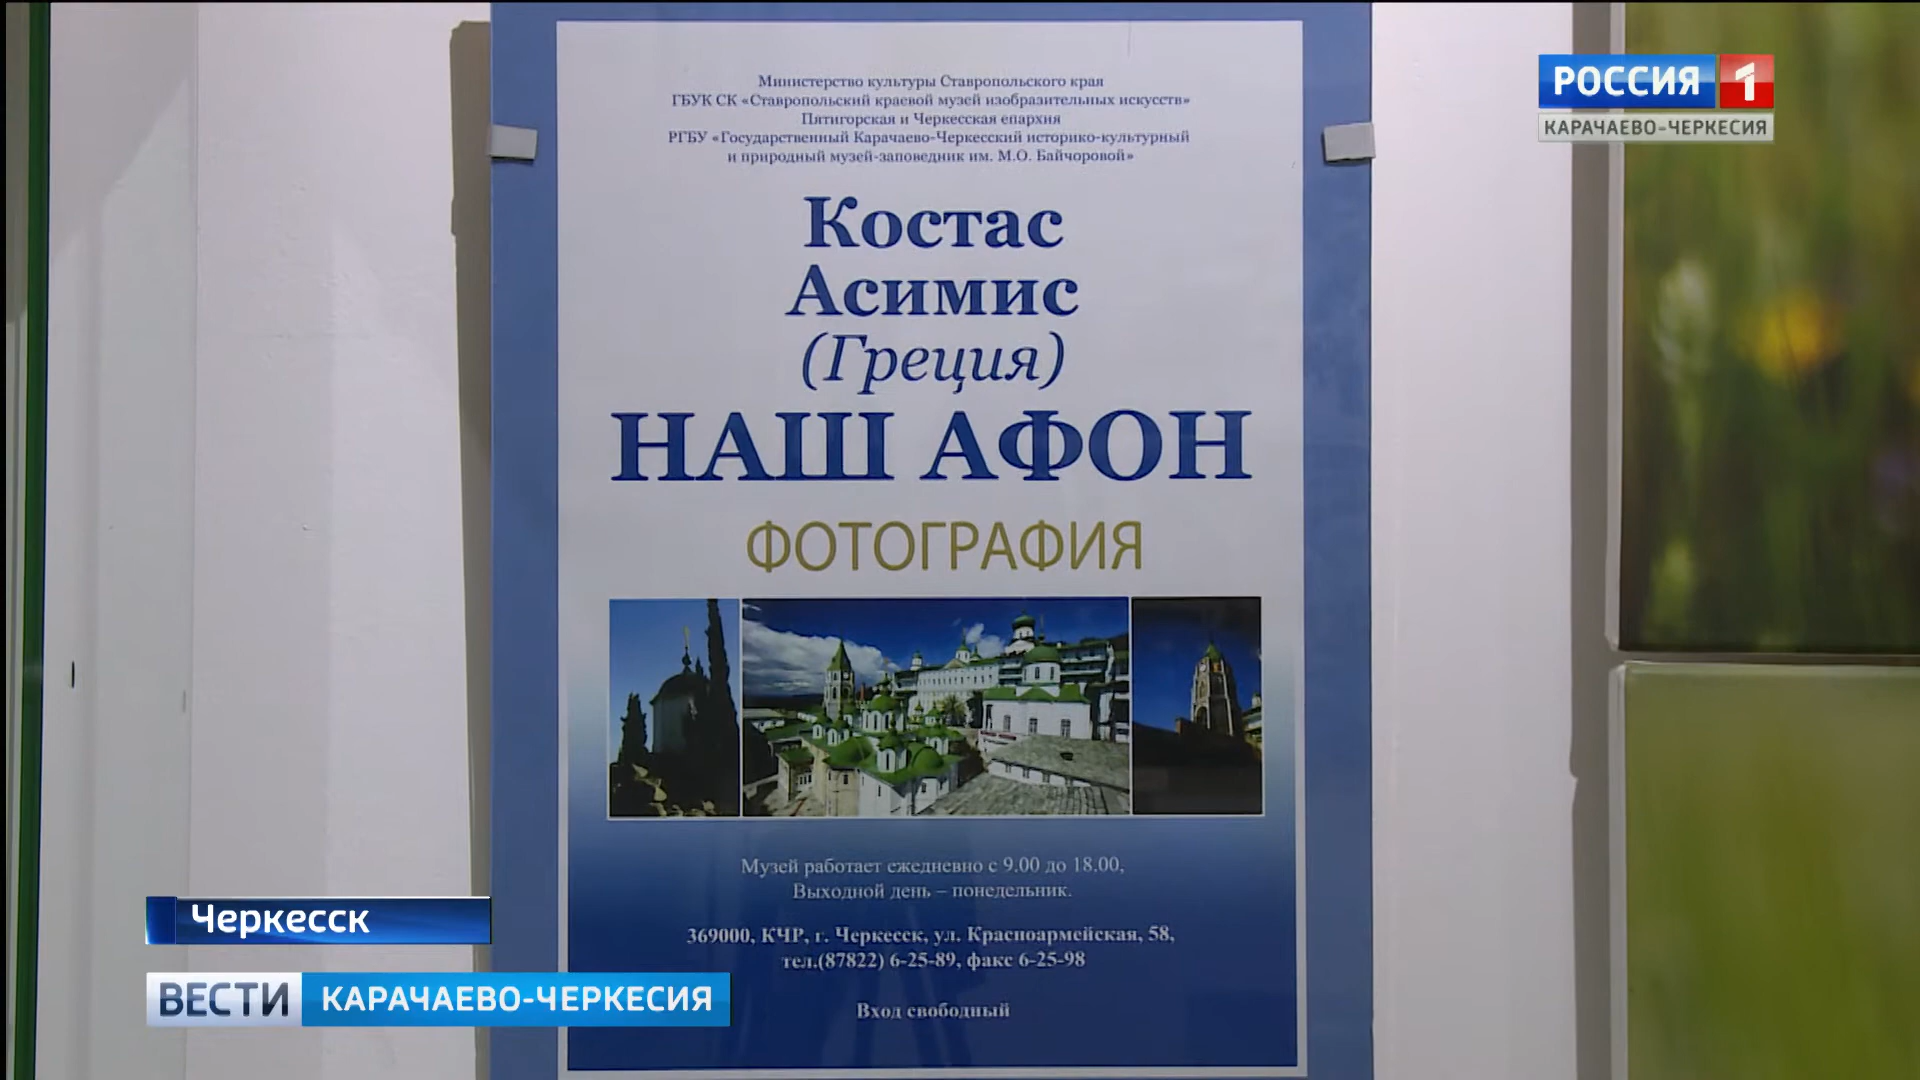 Министерство культуры Ставропольского края
ГБУК СК «Ставропольский краевой музей изобразительных искусств»
Пятигорская и Черкесская епархия
РГБУ «Государственный Карачаево-Черкесский историко-культурный
и природный музей-заповедник им. М.О. Байчоровой»
Костас
Асимис
(Греция)
НАШ АФОН
ФОТОГРАФИЯ
Музей работает ежедневно с 9.00 до 18.00,
Выходной день – понедельник.
369000, КЧР, г. Черкесск, ул. Красноармейская, 58,
тел.(87822) 6-25-89, факс 6-25-98
Вход свободный
РОССИЯ 1
КАРАЧАЕВО-ЧЕРКЕСИЯ
Черкесск
ВЕСТИ КАРАЧАЕВО-ЧЕРКЕСИЯ